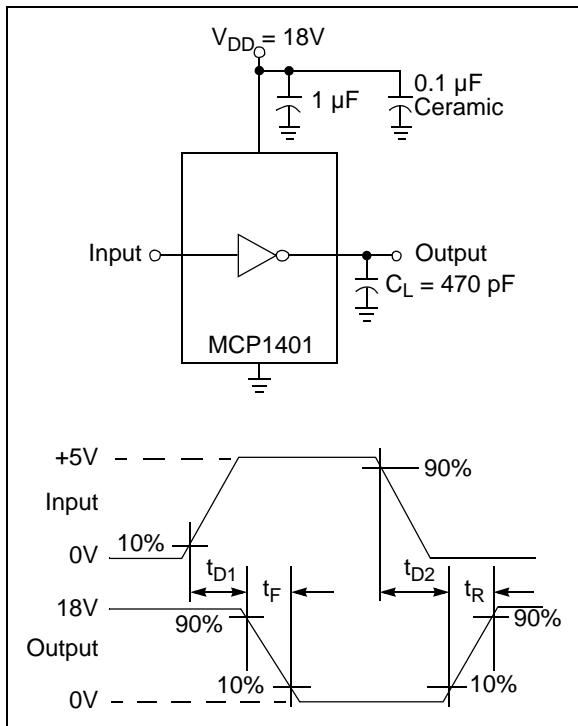 VDD = 18V
1 µF
0.1 µF
Ceramic
Input
Output
CL = 470 pF
MCP1401
+5V
90%
Input
10%
0V
tD1
tF
tD2
tR
18V
90%
90%
Output
10%
10%
0V